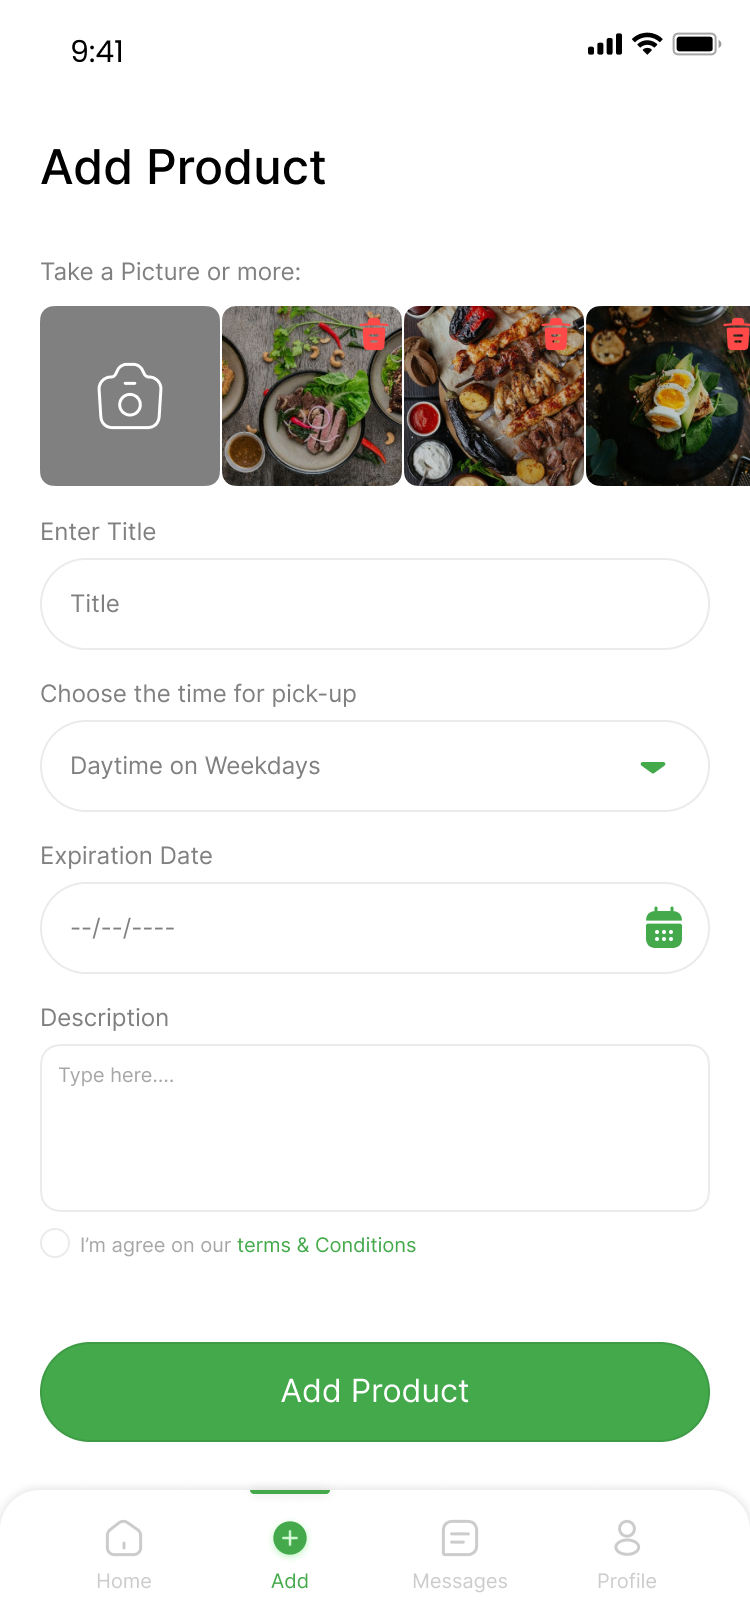 9:41
Add Product
Take a Picture or more:
Enter Title
Title
Choose the time for pick-up
Daytime on Weekdays
Expiration Date
--/--/----
Description
Type here....
I'm agree on our terms & Conditions
Add Product
Home
Add
Messages
Profile